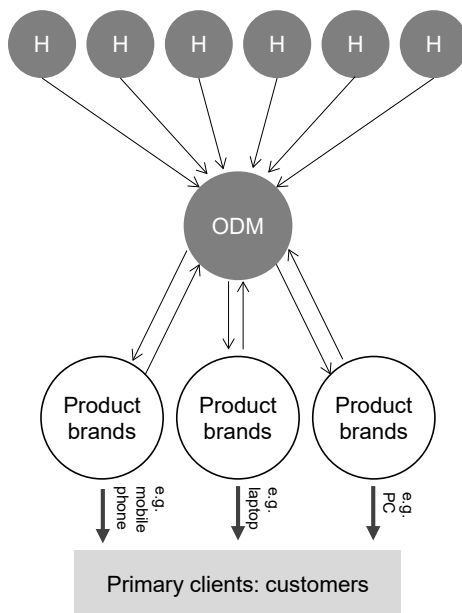 H H H H H H
ODM
Product
brands
Product
brands
Product
brands
e.g.
mobile
phone
e.g.
laptop
e.g.
PC
Primary clients: customers